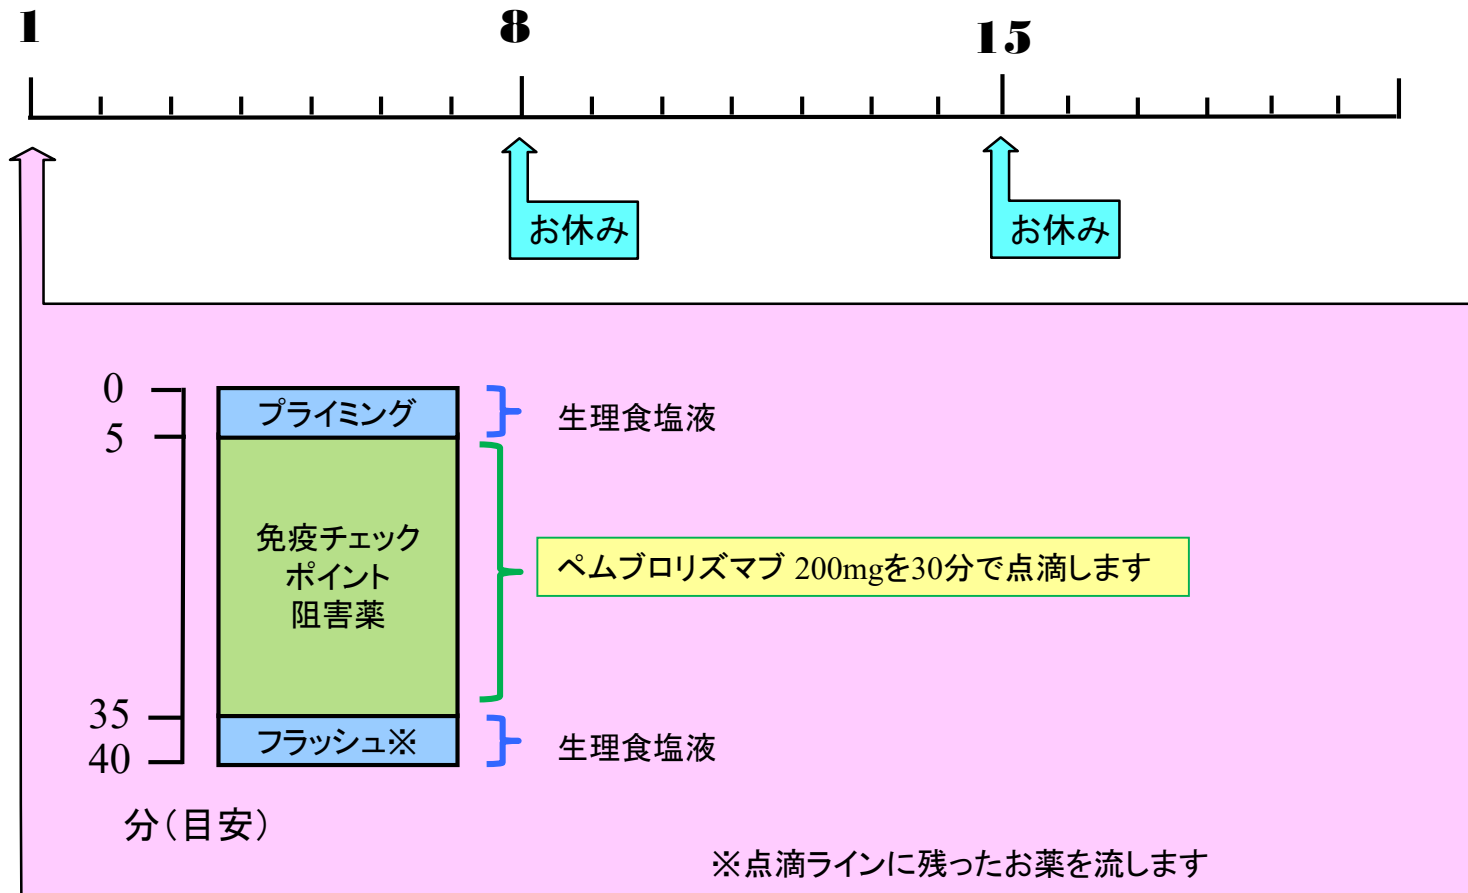 1 8 15
お休み お休み
0
プライミング 生理食塩液
5
免疫チェック
ポイント
阻害薬
ペムブロリズマブ 200mgを30分で点滴します
35
フラッシュ※ 生理食塩液
40
分(目安)
※点滴ラインに残ったお薬を流します